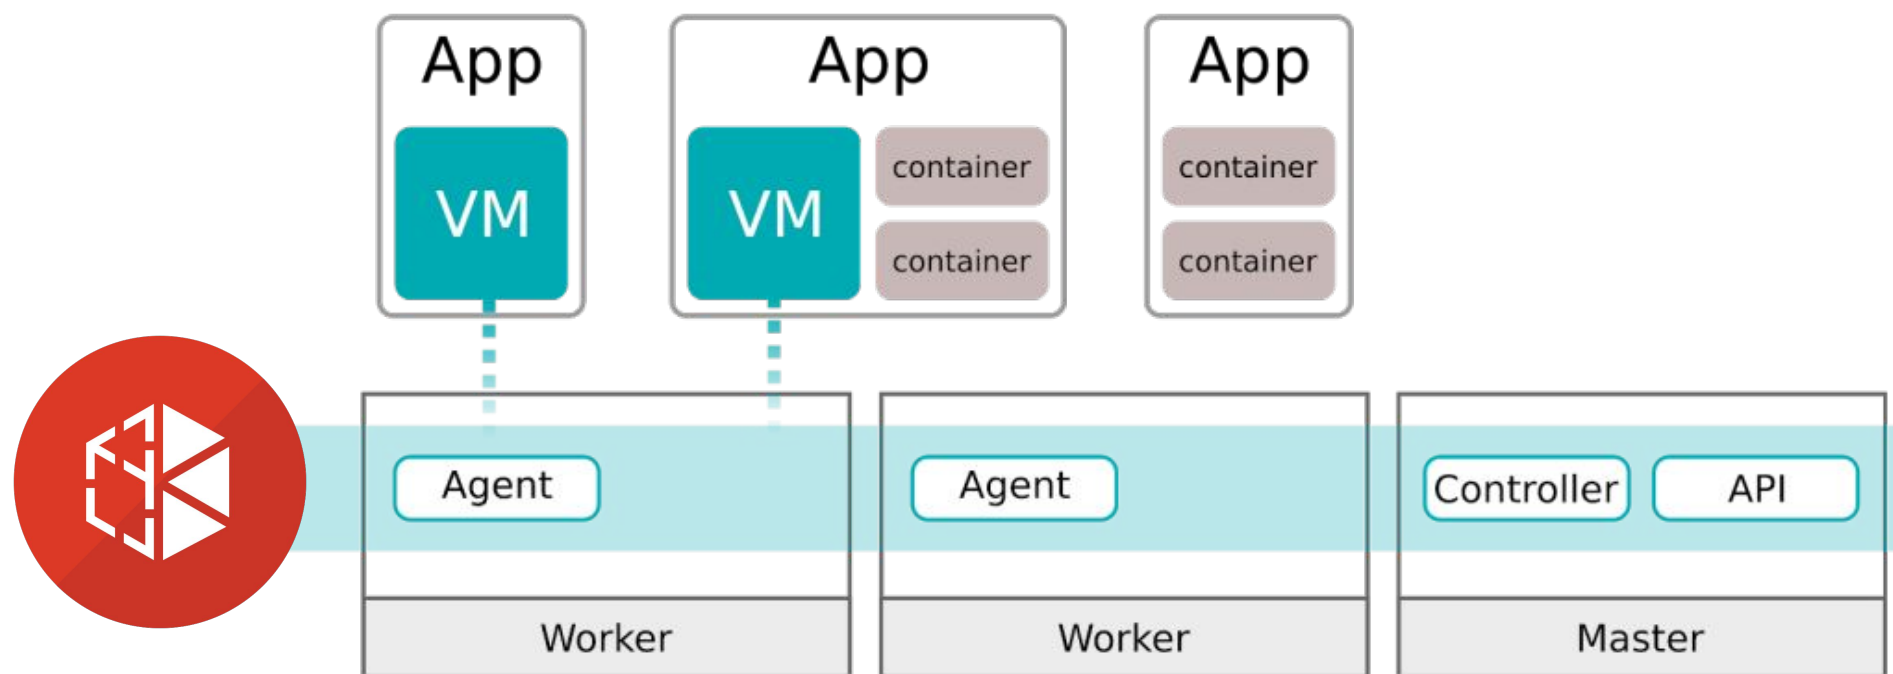 App
App
App
VM
VM
container
container
container
container
Agent
Agent
Controller
API
Worker
Worker
Master